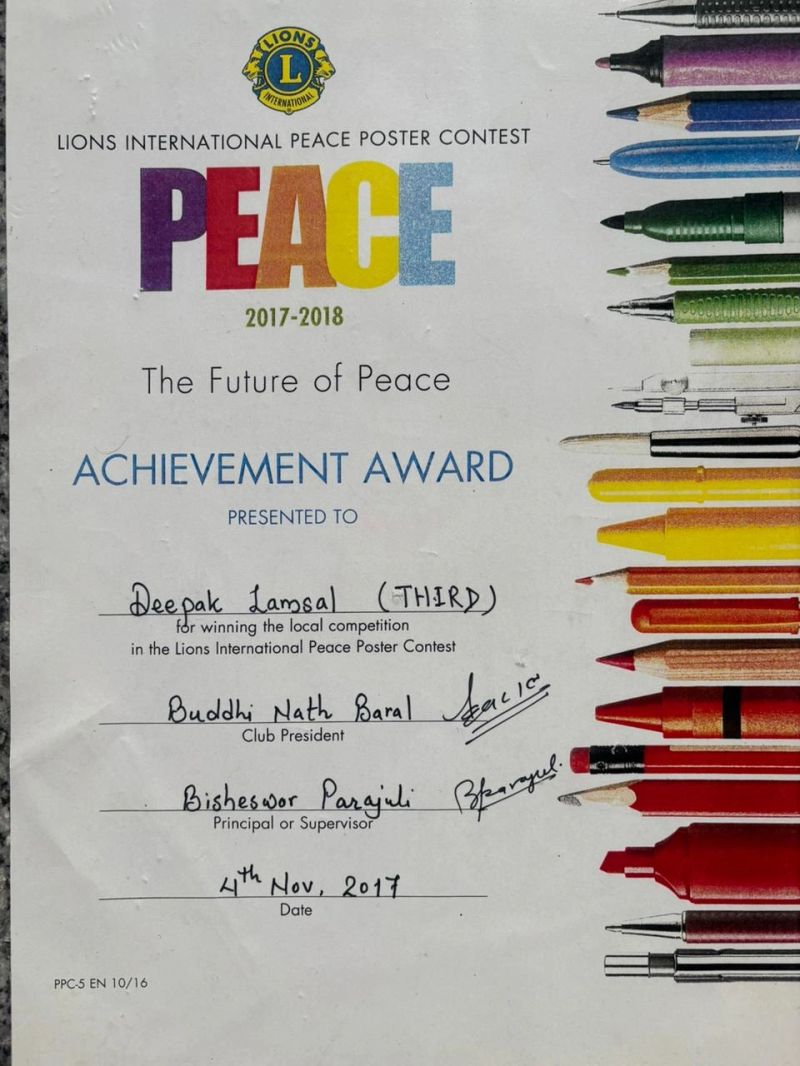 LIONS
L
INTERNATIONAL
LIONS INTERNATIONAL PEACE POSTER CONTEST
PEACE
2017-2018
The Future of Peace
ACHIEVEMENT AWARD
PRESENTED TO
Deepak Lamsal (THIRD)
for winning the local competition
in the Lions International Peace Poster Contest
Buddhi Nath Baral
Club President
Bisheswor Parajuli Bparajuli
Principal or Supervisor
4th Nov, 2017
Date
PPC-5 EN 10/16